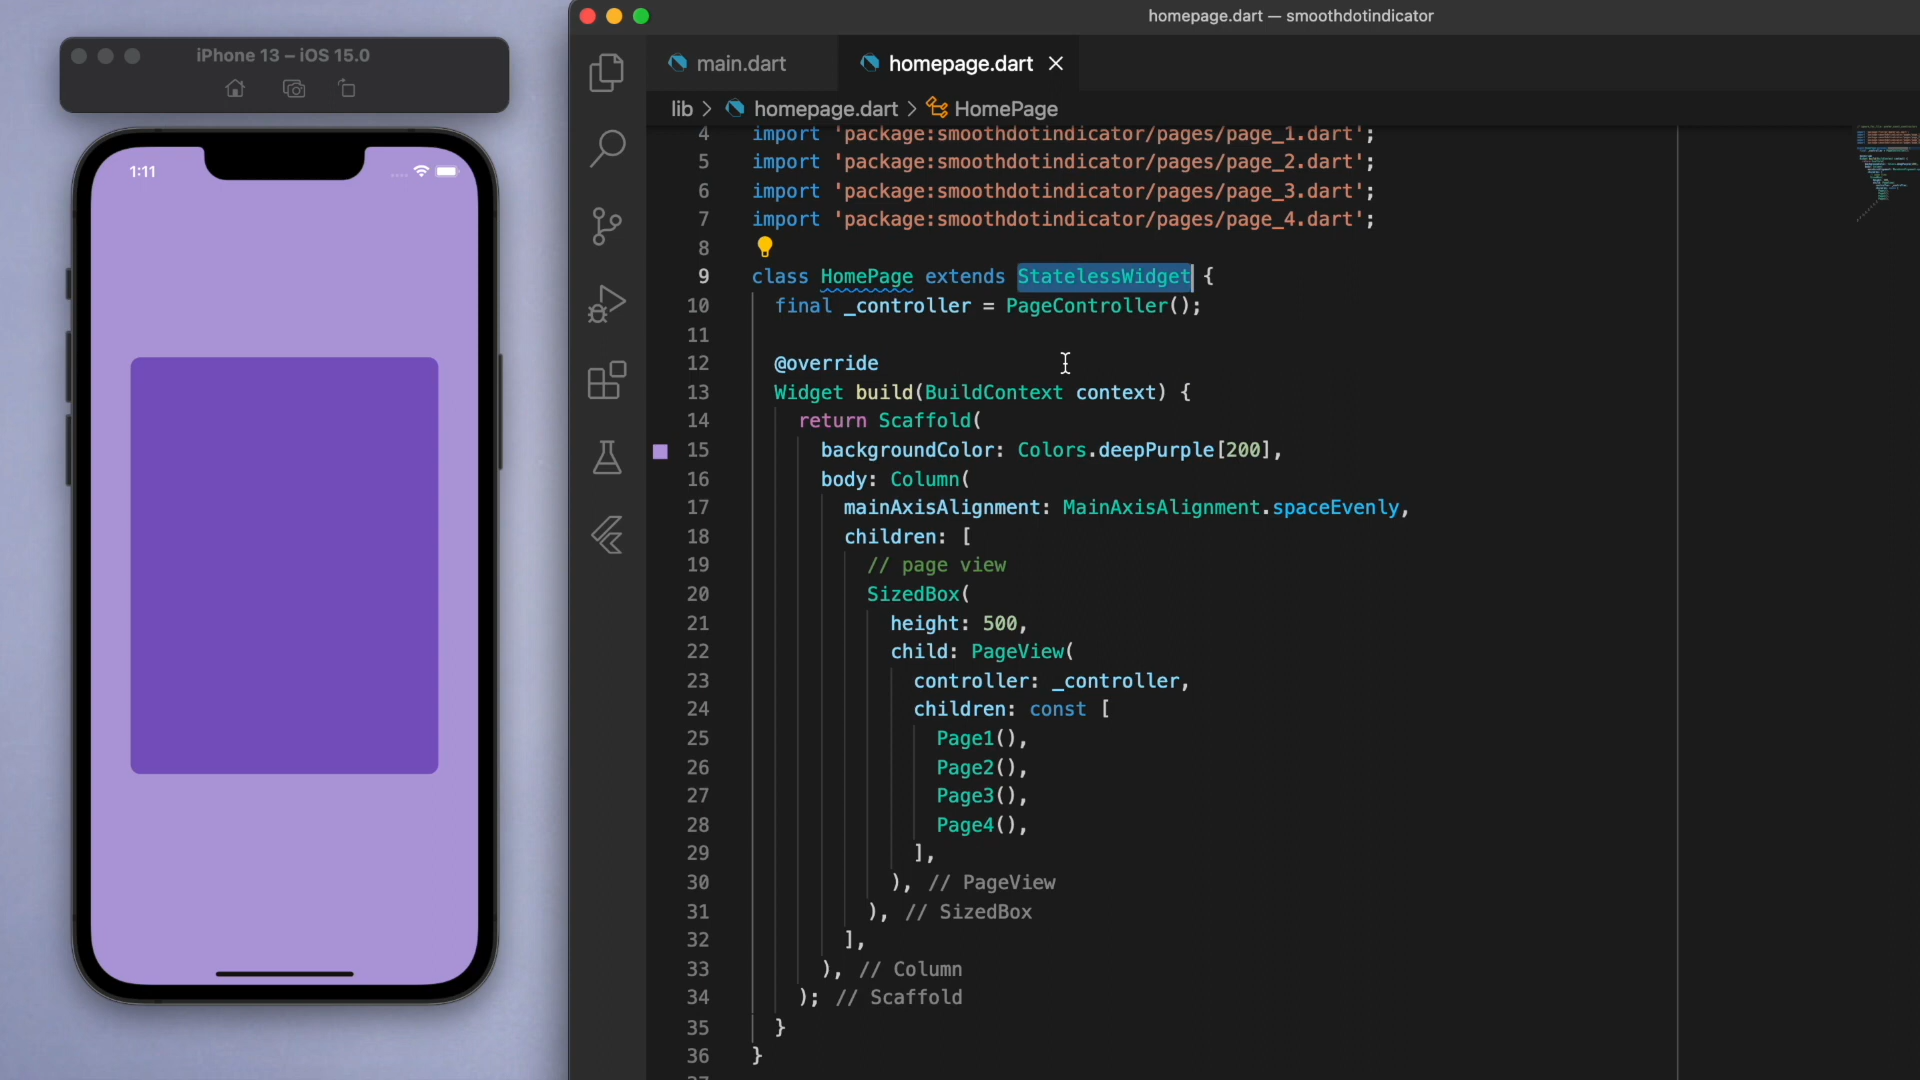 homepage.dart — smoothdotindicator
iPhone 13 – iOS 15.0
1:11
main.dart
homepage.dart
lib > homepage.dart > HomePage
4 import 'package:smoothdotindicator/pages/page_1.dart';
5 import 'package:smoothdotindicator/pages/page_2.dart';
6 import 'package:smoothdotindicator/pages/page_3.dart';
7 import 'package:smoothdotindicator/pages/page_4.dart';
8
9 class HomePage extends StatelessWidget {
10 final _controller = PageController();
11
12 @override
13 Widget build(BuildContext context) {
14 return Scaffold(
15 backgroundColor: Colors.deepPurple[200],
16 body: Column(
17 mainAxisAlignment: MainAxisAlignment.spaceEvenly,
18 children: [
19 // page view
20 SizedBox(
21 height: 500,
22 child: PageView(
23 controller: _controller,
24 children: const [
25 Page1(),
26 Page2(),
27 Page3(),
28 Page4(),
29 ],
30 ), // PageView
31 ), // SizedBox
32 ],
33 ), // Column
34 ); // Scaffold
35 }
36 }